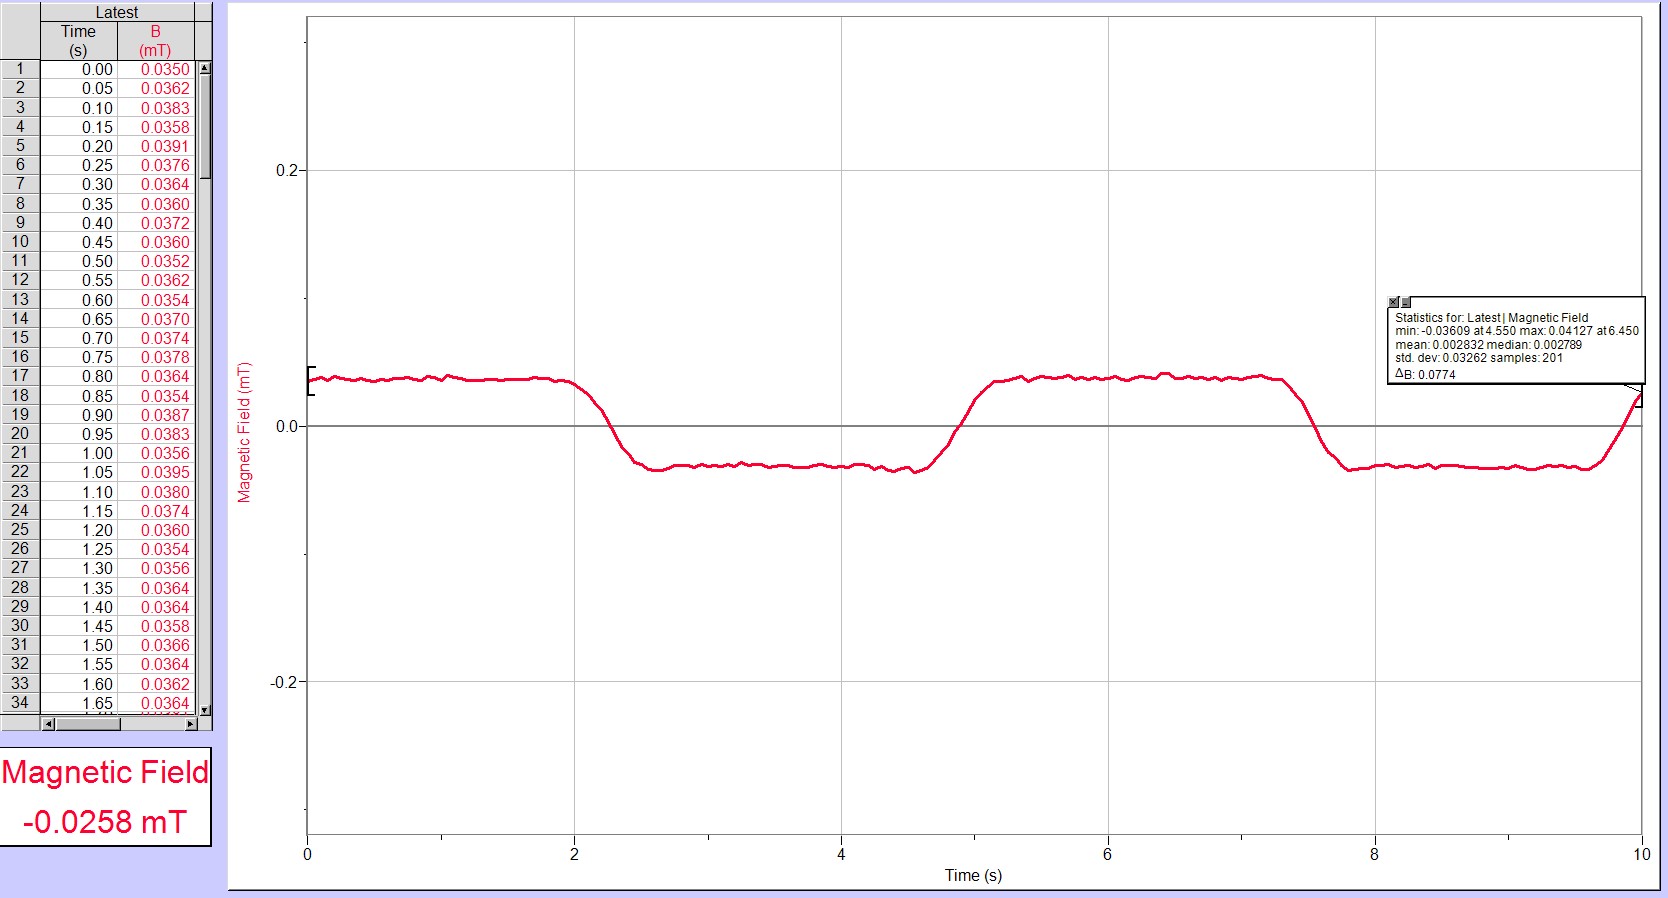 Latest
Time B
(s) (mT)
1 0.00 0.0350
2 0.05 0.0362
3 0.10 0.0383
4 0.15 0.0358
5 0.20 0.0391
6 0.25 0.0376
7 0.30 0.0364
8 0.35 0.0360
9 0.40 0.0372
10 0.45 0.0360
11 0.50 0.0352
12 0.55 0.0362
13 0.60 0.0354
14 0.65 0.0370
15 0.70 0.0374
16 0.75 0.0378
17 0.80 0.0364
18 0.85 0.0354
19 0.90 0.0387
20 0.95 0.0383
21 1.00 0.0356
22 1.05 0.0395
23 1.10 0.0380
24 1.15 0.0374
25 1.20 0.0360
26 1.25 0.0354
27 1.30 0.0356
28 1.35 0.0364
29 1.40 0.0364
30 1.45 0.0358
31 1.50 0.0366
32 1.55 0.0364
33 1.60 0.0362
34 1.65 0.0364
Magnetic Field
-0.0258 mT
Magnetic Field (mT)
0.2
0.0
-0.2
Statistics for: Latest | Magnetic Field
min: -0.03609 at 4.550 max: 0.04127 at 6.450
mean: 0.002832 median: 0.002789
std. dev: 0.03262 samples: 201
ΔB: 0.0774
0 2 4 6 8 10
Time (s)